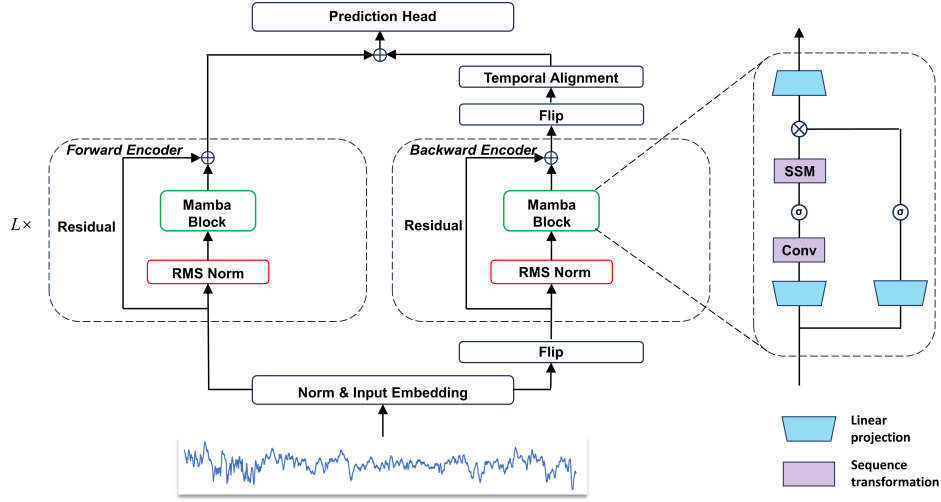 Prediction Head
Temporal Alignment
Flip
Forward Encoder
Backward Encoder
L×
Residual
Mamba
Block
RMS Norm
Residual
Mamba
Block
RMS Norm
Flip
Norm & Input Embedding
SSM
σ
σ
Conv
Linear
projection
Sequence
transformation